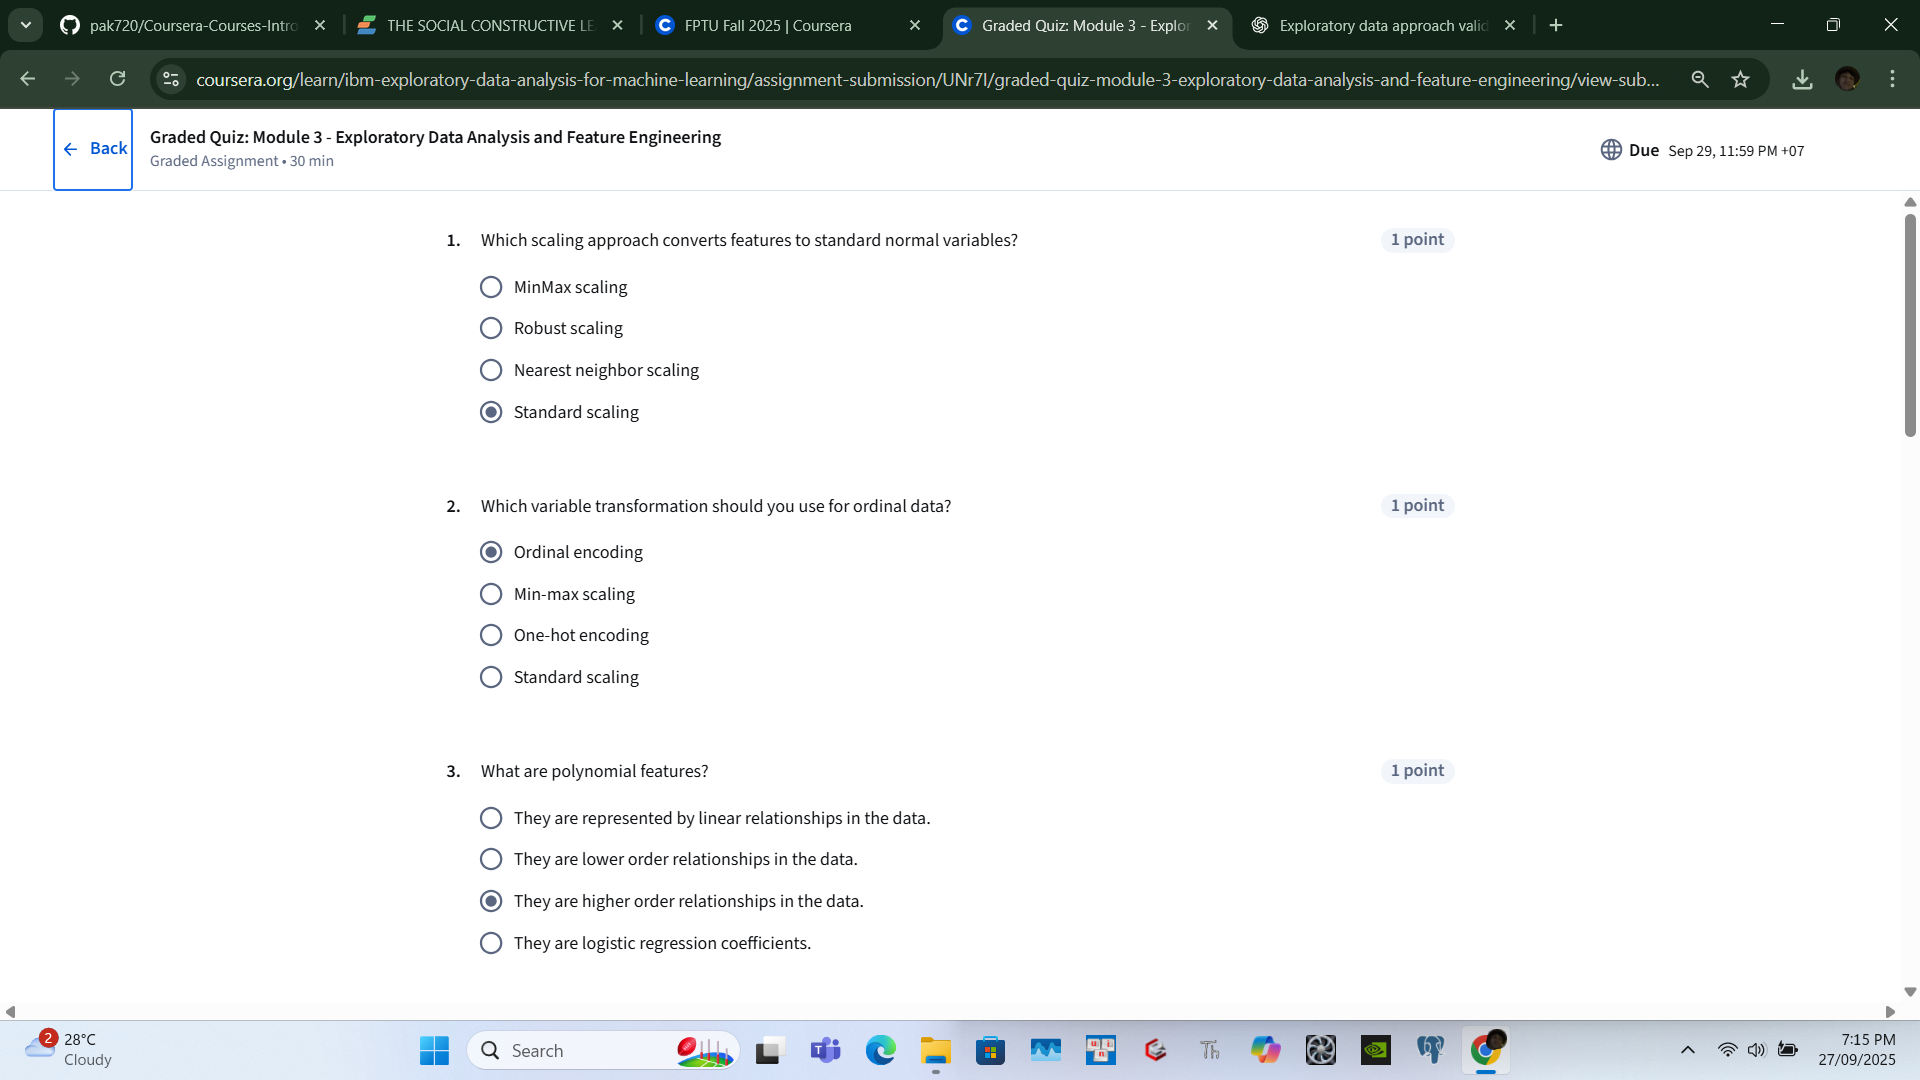 pak720/Coursera-Courses-Intro
THE SOCIAL CONSTRUCTIVE LE
FPTU Fall 2025 | Coursera
Graded Quiz: Module 3 - Explor
Exploratory data approach valid
coursera.org/learn/ibm-exploratory-data-analysis-for-machine-learning/assignment-submission/UNr7l/graded-quiz-module-3-exploratory-data-analysis-and-feature-engineering/view-sub...
Back
Graded Quiz: Module 3 - Exploratory Data Analysis and Feature Engineering
Graded Assignment • 30 min
Due Sep 29, 11:59 PM +07
1. Which scaling approach converts features to standard normal variables?
1 point
MinMax scaling
Robust scaling
Nearest neighbor scaling
Standard scaling
2. Which variable transformation should you use for ordinal data?
1 point
Ordinal encoding
Min-max scaling
One-hot encoding
Standard scaling
3. What are polynomial features?
1 point
They are represented by linear relationships in the data.
They are lower order relationships in the data.
They are higher order relationships in the data.
They are logistic regression coefficients.
2
28°C
Cloudy
Search
Th
7:15 PM
27/09/2025